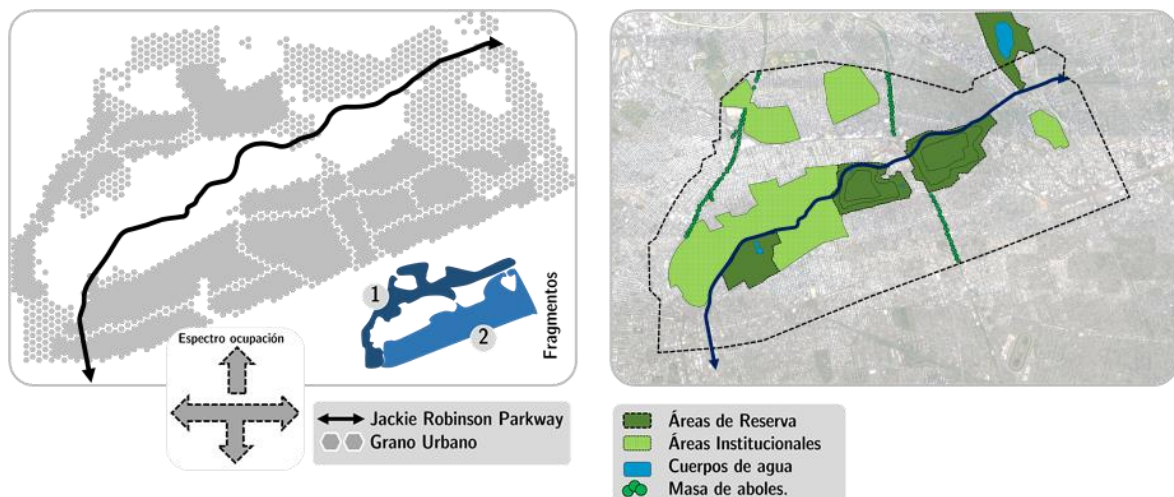 1
2
Fragmentos
Espectro ocupación
Jackie Robinson Parkway
Grano Urbano
Áreas de Reserva
Áreas Institucionales
Cuerpos de agua
Masa de aboles.